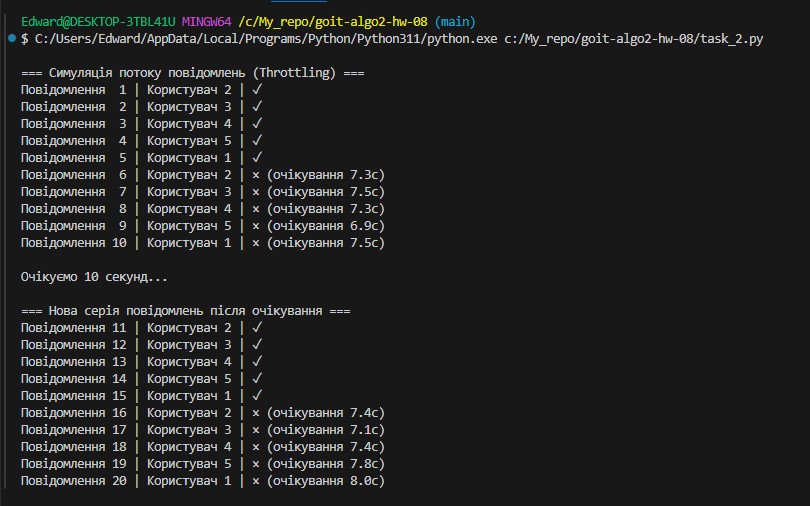 Edward@DESKTOP-3TBL41U MINGW64 /c/My_repo/goit-algo2-hw-08 (main)
$ C:/Users/Edward/AppData/Local/Programs/Python/Python311/python.exe c:/My_repo/goit-algo2-hw-08/task_2.py
=== Симуляція потоку повідомлень (Throttling) ===
Повідомлення  1 | Користувач 2 | ✓
Повідомлення  2 | Користувач 3 | ✓
Повідомлення  3 | Користувач 4 | ✓
Повідомлення  4 | Користувач 5 | ✓
Повідомлення  5 | Користувач 1 | ✓
Повідомлення  6 | Користувач 2 | × (очікування 7.3с)
Повідомлення  7 | Користувач 3 | × (очікування 7.5с)
Повідомлення  8 | Користувач 4 | × (очікування 7.3с)
Повідомлення  9 | Користувач 5 | × (очікування 6.9с)
Повідомлення 10 | Користувач 1 | × (очікування 7.5с)
Очікуємо 10 секунд...
=== Нова серія повідомлень після очікування ===
Повідомлення 11 | Користувач 2 | ✓
Повідомлення 12 | Користувач 3 | ✓
Повідомлення 13 | Користувач 4 | ✓
Повідомлення 14 | Користувач 5 | ✓
Повідомлення 15 | Користувач 1 | ✓
Повідомлення 16 | Користувач 2 | × (очікування 7.4с)
Повідомлення 17 | Користувач 3 | × (очікування 7.1с)
Повідомлення 18 | Користувач 4 | × (очікування 7.4с)
Повідомлення 19 | Користувач 5 | × (очікування 7.8с)
Повідомлення 20 | Користувач 1 | × (очікування 8.0с)